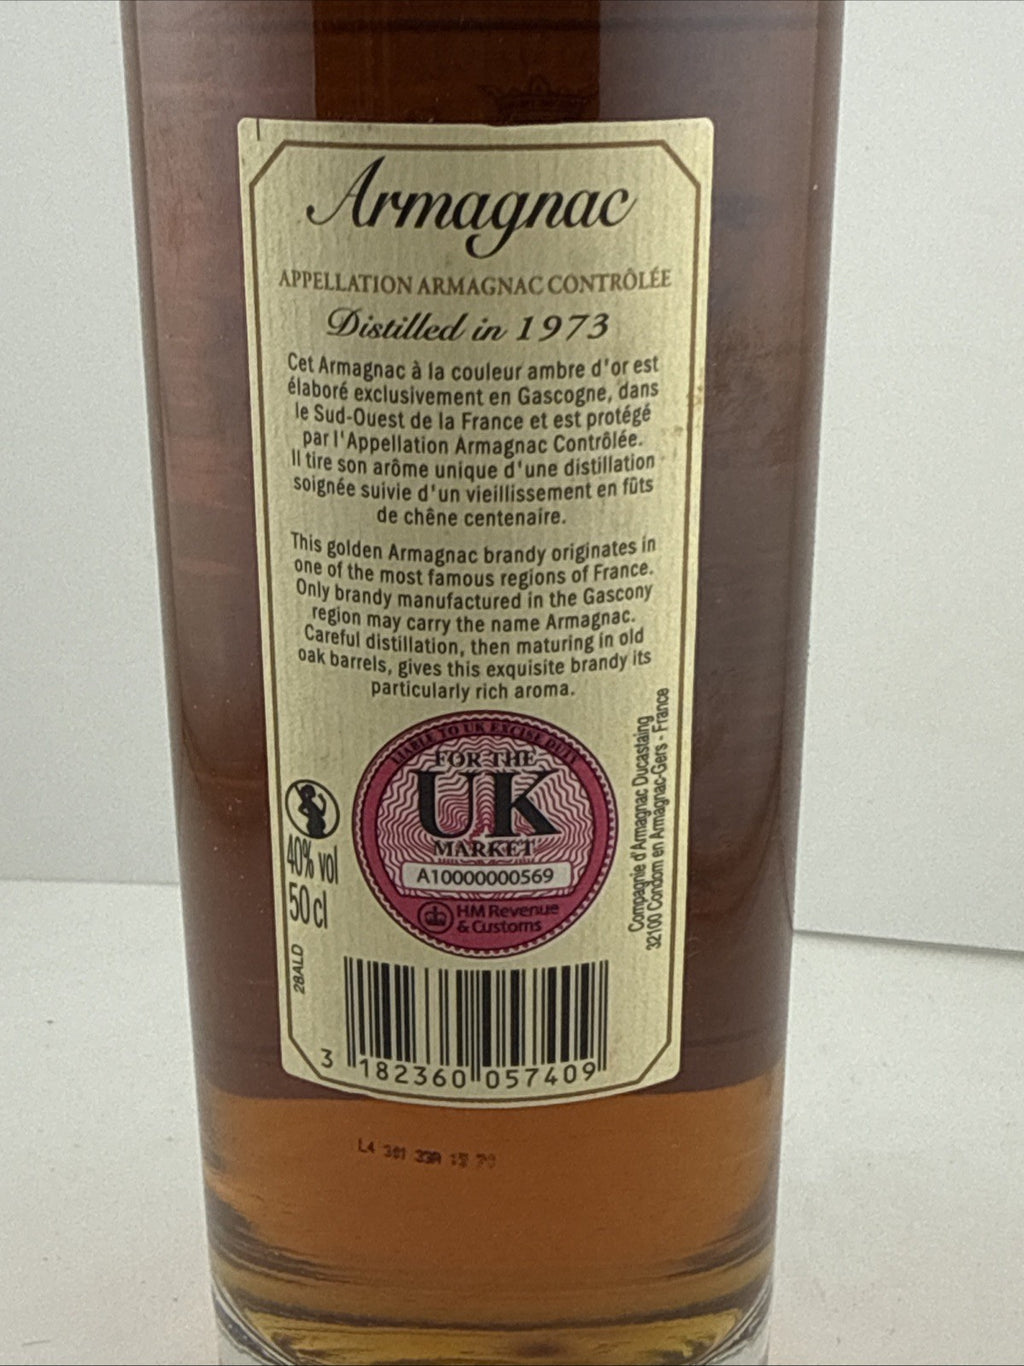 Armagnac
APPELLATION ARMAGNAC CONTRÔLÉE
Distilled in 1973
Cet Armagnac à la couleur ambre d'or est
élaboré exclusivement en Gascogne, dans
le Sud-Ouest de la France et est protégé
par l'Appellation Armagnac Contrôlée.
Il tire son arôme unique d'une distillation
soignée suivie d'un vieillissement en fûts
de chêne centenaire.
This golden Armagnac brandy originates in
one of the most famous regions of France.
Only brandy manufactured in the Gascony
region may carry the name Armagnac.
Careful distillation, then maturing in old
oak barrels, gives this exquisite brandy its
particularly rich aroma.
LIABLE TO UK EXCISE DUTY
FOR THE
UK
MARKET
A10000000569
HM Revenue
& Customs
40% vol
50 cl
28ALD
Compagnie d'Armagnac Ducastaing
32100 Condom en Armagnac-Gers - France
3 182360 057409
L4